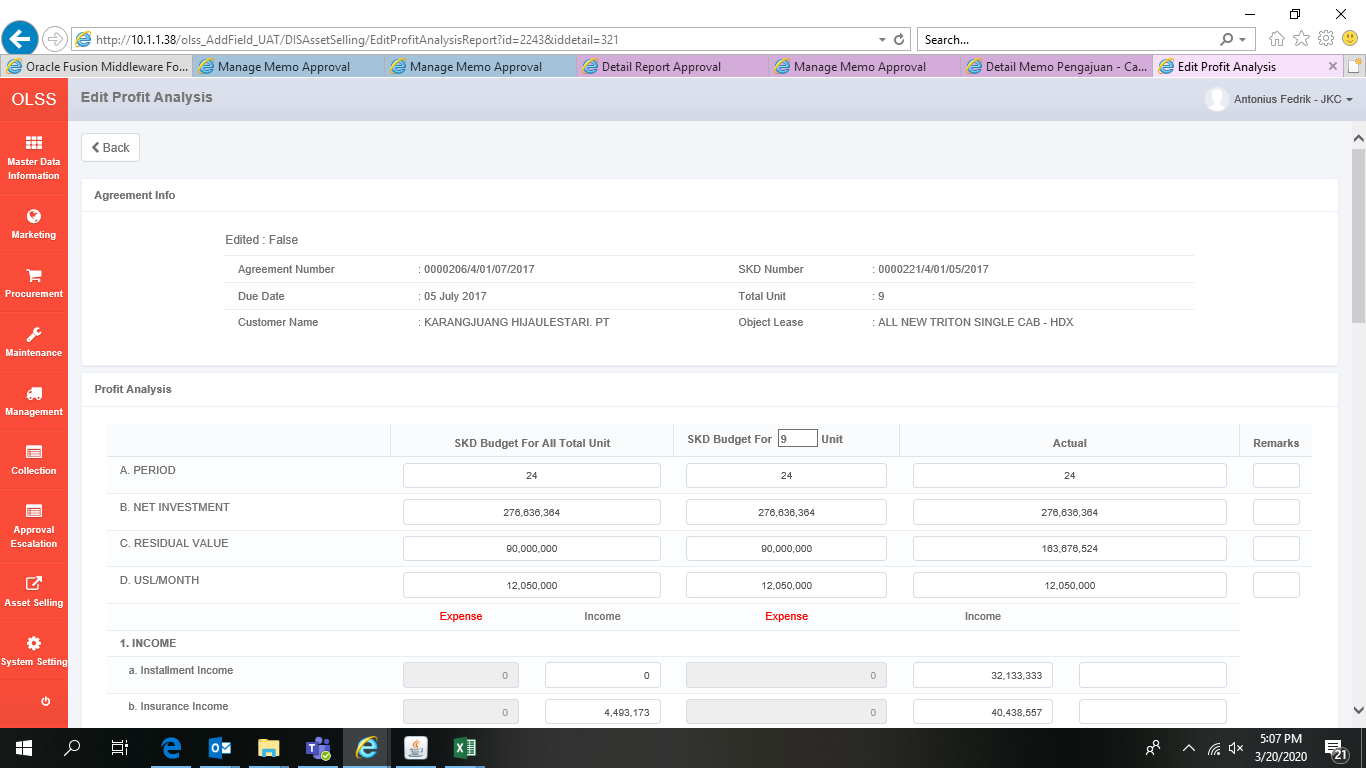 http://10.1.1.38/olss_AddField_UAT/DISAssetSelling/EditProfitAnalysisReport?id=2243&iddetail=321
Search...
Oracle Fusion Middleware Fo...
Manage Memo Approval
Manage Memo Approval
Detail Report Approval
Manage Memo Approval
Detail Memo Pengajuan - Ca...
Edit Profit Analysis
OLSS
Edit Profit Analysis
Antonius Fedrik - JKC
Master Data
Information
Marketing
Procurement
Maintenance
Management
Collection
Approval
Escalation
Asset Selling
System Setting
Back
Agreement Info
Edited : False
Agreement Number : 0000206/4/01/07/2017 SKD Number : 0000221/4/01/05/2017
Due Date : 05 July 2017 Total Unit : 9
Customer Name : KARANGJUANG HIJAULESTARI. PT Object Lease : ALL NEW TRITON SINGLE CAB - HDX
Profit Analysis
SKD Budget For All Total Unit SKD Budget For 9 Unit Actual Remarks
A. PERIOD 24 24 24
B. NET INVESTMENT 276,636,364 276,636,364 276,636,364
C. RESIDUAL VALUE 90,000,000 90,000,000 163,676,524
D. USL/MONTH 12,050,000 12,050,000 12,050,000
Expense Income Expense Income
1. INCOME
a. Installment Income 0 0 0 32,133,333
b. Insurance Income 0 4,493,173 0 40,438,557
5:07 PM
3/20/2020
21